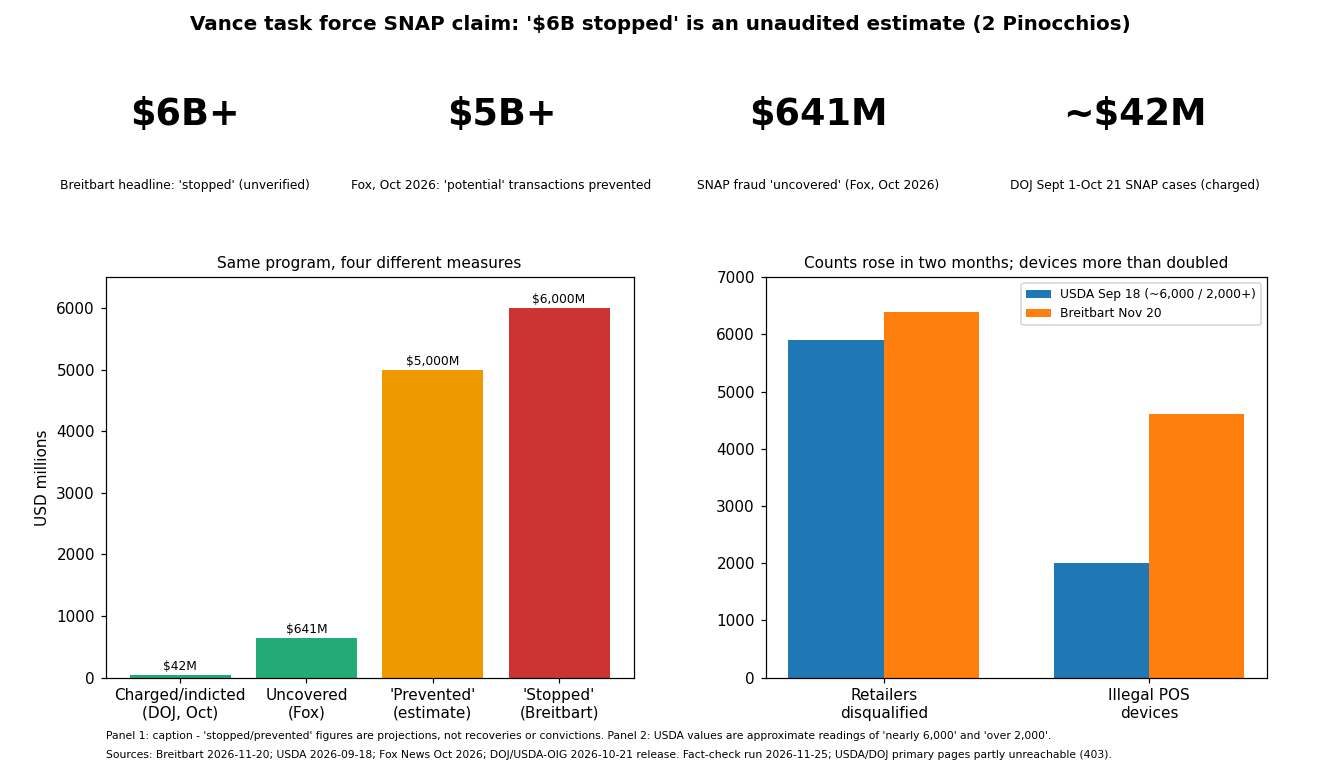 Vance task force SNAP claim: '$6B stopped' is an unaudited estimate (2 Pinocchios)
$6B+
$5B+
$641M
~$42M
Breitbart headline: 'stopped' (unverified)
Fox, Oct 2026: 'potential' transactions prevented
SNAP fraud 'uncovered' (Fox, Oct 2026)
DOJ Sept 1-Oct 21 SNAP cases (charged)
Same program, four different measures
USD millions
6000
5000
4000
3000
2000
1000
0
$42M
$641M
$5,000M
$6,000M
Charged/indicted
(DOJ, Oct)
Uncovered
(Fox)
'Prevented'
(estimate)
'Stopped'
(Breitbart)
Counts rose in two months; devices more than doubled
7000
6000
5000
4000
3000
2000
1000
0
USDA Sep 18 (~6,000 / 2,000+)
Breitbart Nov 20
Retailers
disqualified
Illegal POS
devices
Panel 1: caption - 'stopped/prevented' figures are projections, not recoveries or convictions. Panel 2: USDA values are approximate readings of 'nearly 6,000' and 'over 2,000'.
Sources: Breitbart 2026-11-20; USDA 2026-09-18; Fox News Oct 2026; DOJ/USDA-OIG 2026-10-21 release. Fact-check run 2026-11-25; USDA/DOJ primary pages partly unreachable (403).